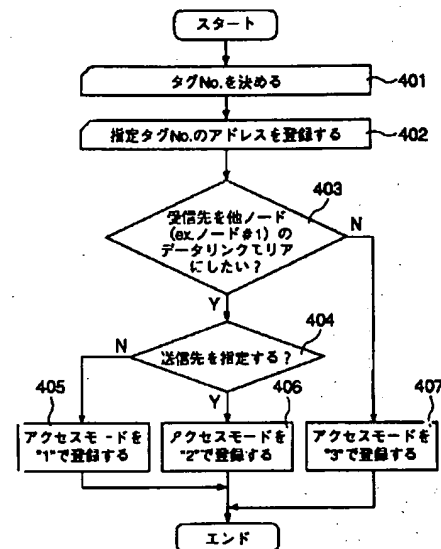 スタート
タグNo.を決める
401
指定タグNo.のアドレスを登録する
402
403
受信先を他ノード
(ex.ノード#1)の
データリンクエリア
にしたい?
N
Y
404
送信先を指定する?
N
Y
405
アクセスモードを
"1"で登録する
406
アクセスモードを
"2"で登録する
407
アクセスモードを
"3"で登録する
エンド